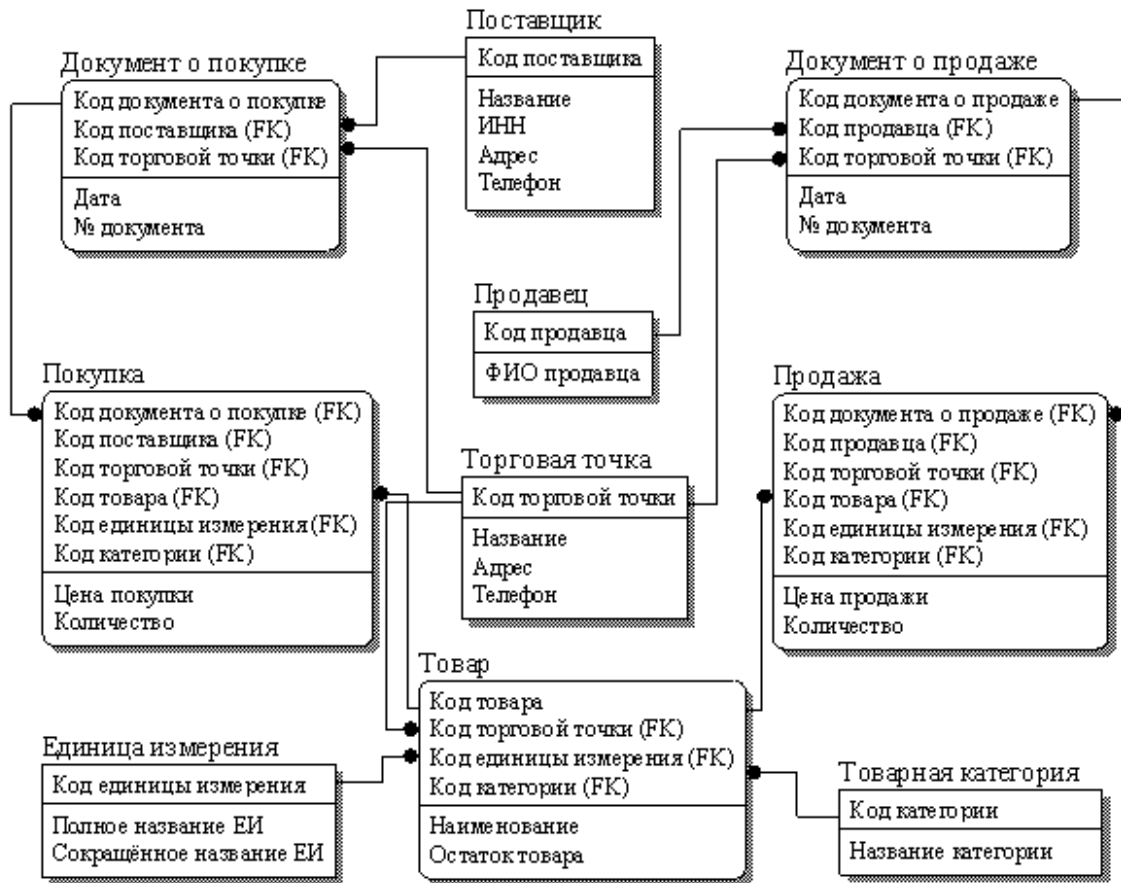 Поставщик
Код поставщика
Название
ИНН
Адрес
Телефон
Документ о покупке
Код документа о покупке
Код поставщика (FK)
Код торговой точки (FK)
Дата
№ документа
Документ о продаже
Код документа о продаже
Код продавца (FK)
Код торговой точки (FK)
Дата
№ документа
Продавец
Код продавца
ФИО продавца
Покупка
Код документа о покупке (FK)
Код поставщика (FK)
Код торговой точки (FK)
Код товара (FK)
Код единицы измерения (FK)
Код категории (FK)
Цена покупки
Количество
Торговая точка
Код торговой точки
Название
Адрес
Телефон
Продажа
Код документа о продаже (FK)
Код продавца (FK)
Код торговой точки (FK)
Код товара (FK)
Код единицы измерения (FK)
Код категории (FK)
Цена продажи
Количество
Товар
Код товара
Код торговой точки (FK)
Код единицы измерения (FK)
Код категории (FK)
Наименование
Остаток товара
Единица измерения
Код единицы измерения
Полное название ЕИ
Сокращённое название ЕИ
Товарная категория
Код категории
Название категории